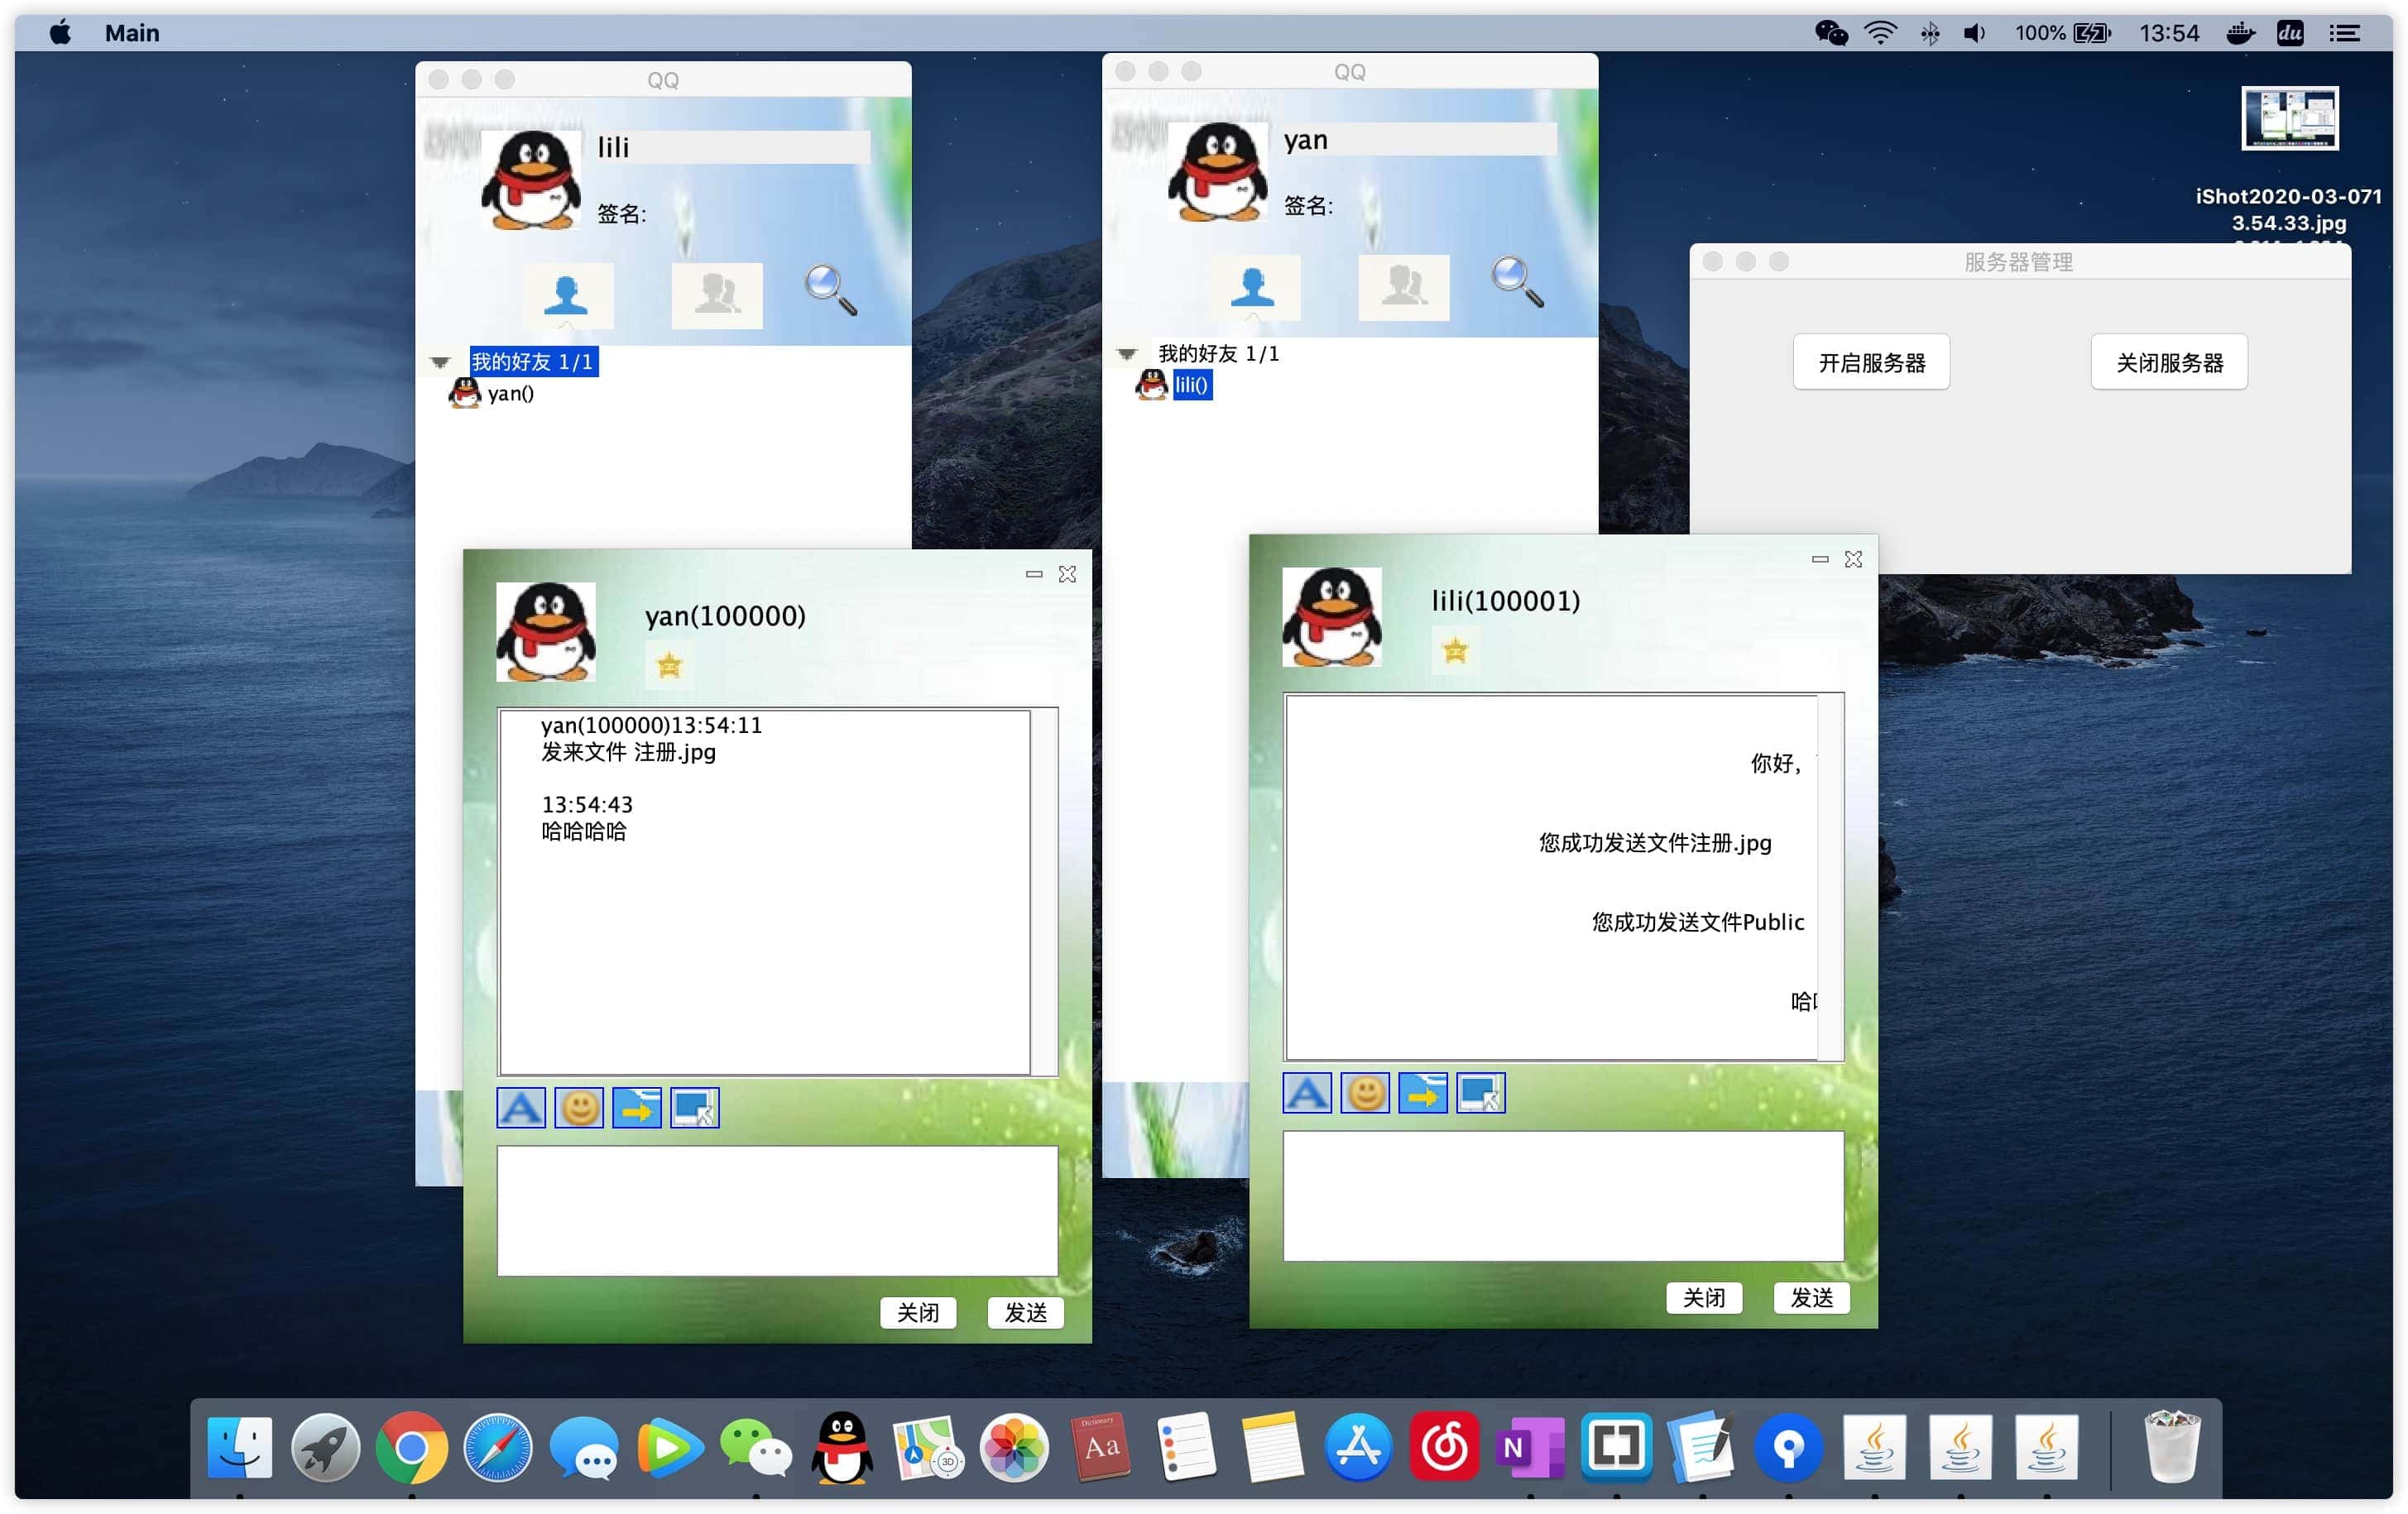 Main
100%
13:54
du
iShot2020-03-071
3.54.33.jpg
QQ
lili
签名:
我的好友 1/1
yan()
QQ
yan
签名:
我的好友 1/1
lili()
服务器管理
开启服务器
关闭服务器
yan(100000)
yan(100000)13:54:11
发来文件 注册.jpg
13:54:43
哈哈哈哈
A
关闭
发送
lili(100001)
你好,
您成功发送文件注册.jpg
您成功发送文件Public
哈
A
关闭
发送
Dictionary
Aa
3D
N